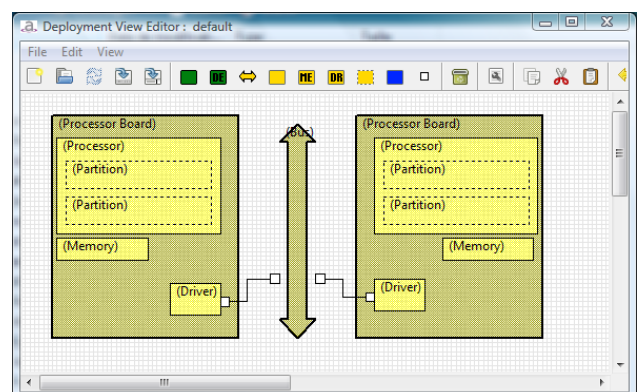 .a. Deployment View Editor : default
File Edit View
DE ME DR
(Processor Board)
(Processor)
(Partition)
(Partition)
(Memory)
(Driver)
(Bus)
(Processor Board)
(Processor)
(Partition)
(Partition)
(Memory)
(Driver)